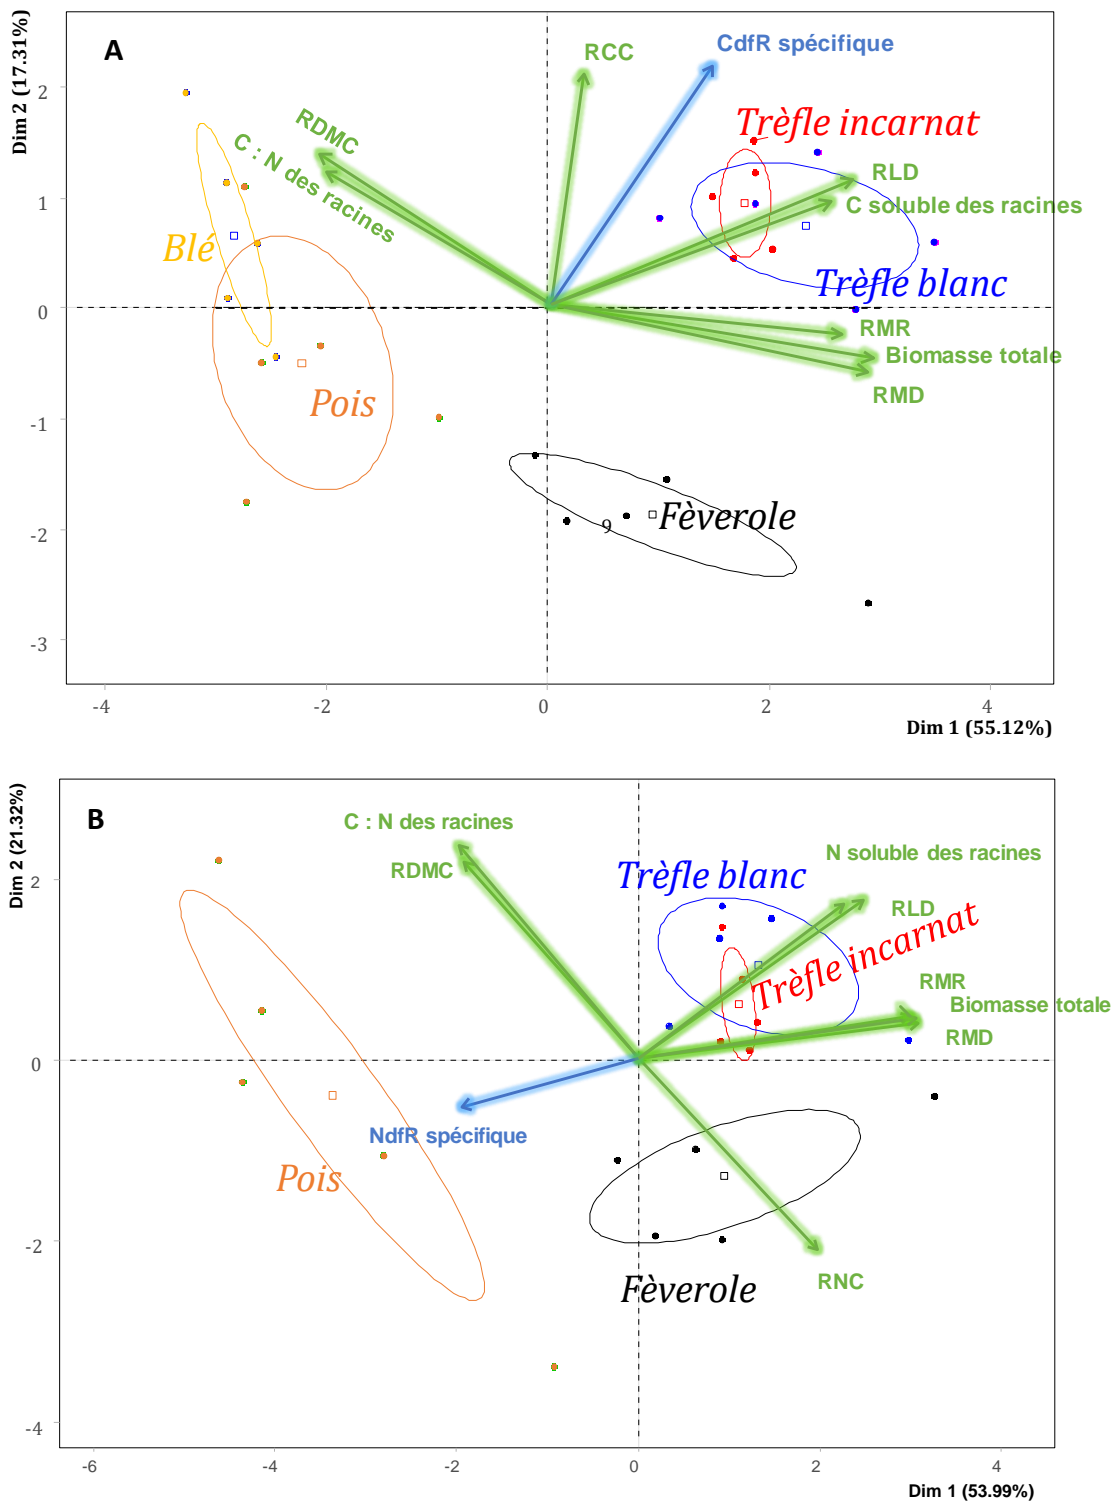 A
Dim 2 (17.31%)
RCC
CdfR spécifique
Trèfle incarnat
RDMC
C : N des racines
RLD
C soluble des racines
Blé
Trèfle blanc
RMR
Biomasse totale
RMD
Pois
Fèverole
9
2
1
0
-1
-2
-3
-4
-2
0
2
4
Dim 1 (55.12%)
B
Dim 2 (21.32%)
C : N des racines
RDMC
N soluble des racines
Trèfle blanc
RLD
Trèfle incarnat
RMR
Biomasse totale
RMD
NdfR spécifique
Pois
Fèverole
RNC
2
0
-2
-4
-6
-4
-2
0
2
4
Dim 1 (53.99%)